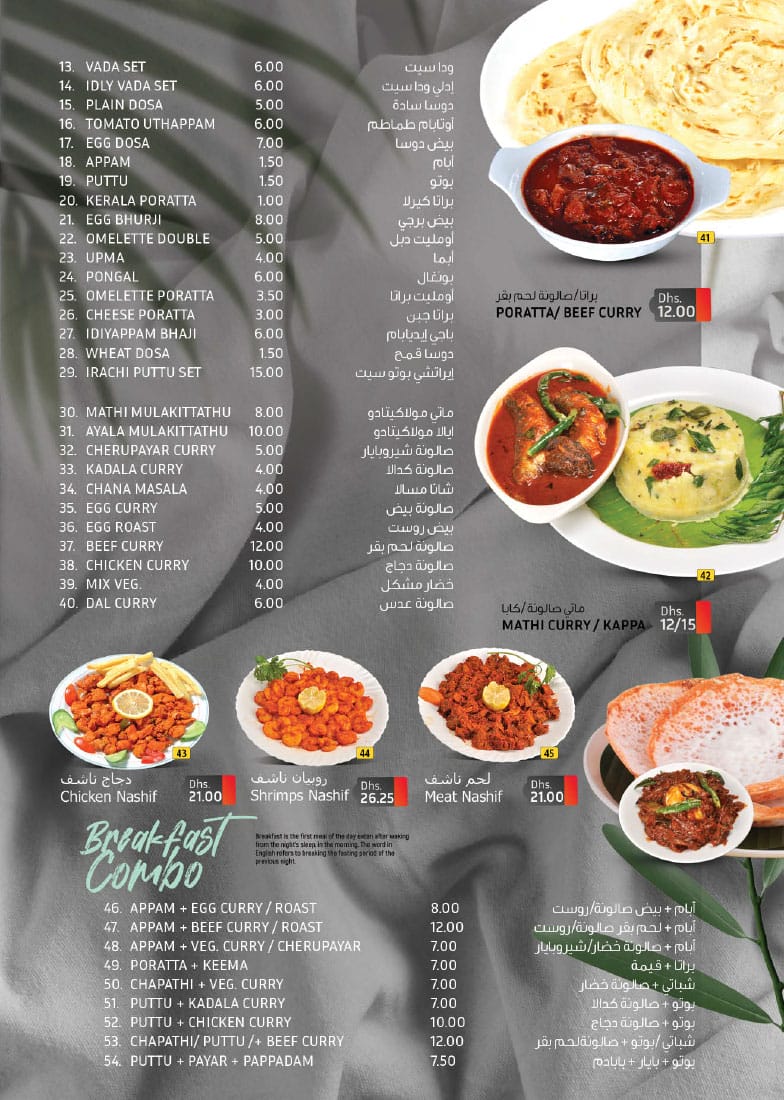 13. VADA SET 6.00 ودا سيت
14. IDLY VADA SET 6.00 إدلي ودا سيت
15. PLAIN DOSA 5.00 دوسا سادة
16. TOMATO UTHAPPAM 6.00 أوتابام طماطم
17. EGG DOSA 7.00 بيض دوسا
18. APPAM 1.50 أبام
19. PUTTU 1.50 بوتو
20. KERALA PORATTA 1.00 براتا كيرلا
21. EGG BHURJI 8.00 بيض برجي
22. OMELETTE DOUBLE 5.00 أومليت دبل
23. UPMA 4.00 أبما
24. PONGAL 6.00 بونغال
25. OMELETTE PORATTA 3.50 أومليت براتا
26. CHEESE PORATTA 3.00 براتا جبن
27. IDIYAPPAM BHAJI 6.00 باجي إيديابام
28. WHEAT DOSA 1.50 دوسا قمح
29. IRACHI PUTTU SET 15.00 إيراتشي بوتو سيت
30. MATHI MULAKITTATHU 8.00 ماتي مولاكيتادو
31. AYALA MULAKITTATHU 10.00 ايالا مولاكيتادو
32. CHERUPAYAR CURRY 5.00 صالونة شيروبايار
33. KADALA CURRY 4.00 صالونة كدالا
34. CHANA MASALA 4.00 شانا مسالا
35. EGG CURRY 5.00 صالونة بيض
36. EGG ROAST 4.00 بيض روست
37. BEEF CURRY 12.00 صالونة لحم بقر
38. CHICKEN CURRY 10.00 صالونة دجاج
39. MIX VEG. 4.00 خضار مشكل
40. DAL CURRY 6.00 صالونة عدس
41
براتا/صالونة لحم بقر
PORATTA/ BEEF CURRY
Dhs.
12.00
42
ماتي صالونة/كابا
MATHI CURRY / KAPPA
Dhs.
12/15
43
دجاج ناشف
Chicken Nashif
Dhs.
21.00
44
روبيان ناشف
Shrimps Nashif
Dhs.
26.25
45
لحم ناشف
Meat Nashif
Dhs.
21.00
Breakfast
Combo
Breakfast is the first meal of the day eaten after waking
from the night's sleep, in the morning. The word in
English refers to breaking the fasting period of the
previous night.
46. APPAM + EGG CURRY / ROAST 8.00 أبام + بيض صالونة/روست
47. APPAM + BEEF CURRY / ROAST 12.00 أبام + لحم بقر صالونة/روست
48. APPAM + VEG. CURRY / CHERUPAYAR 7.00 أبام + صالونة خضار/شيروبايار
49. PORATTA + KEEMA 7.00 براتا + قيمة
50. CHAPATHI + VEG. CURRY 7.00 شباتي + صالونة خضار
51. PUTTU + KADALA CURRY 7.00 بوتو + صالونة كدالا
52. PUTTU + CHICKEN CURRY 10.00 بوتو + صالونة دجاج
53. CHAPATHI/ PUTTU /+ BEEF CURRY 12.00 شباتي/بوتو + صالونةلحم بقر
54. PUTTU + PAYAR + PAPPADAM 7.50 بوتو + بايار + بابادم